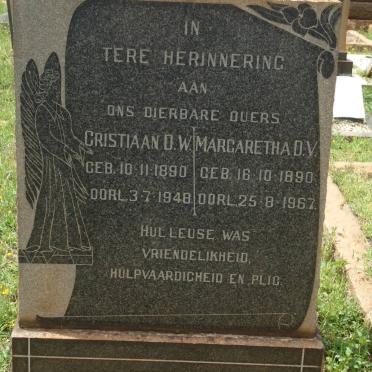 IN
TERE HERINNERING
AAN
ONS DIERBARE OUERS
CRISTIAAN D.W. MARGARETHA D.V.
GEB. 10-11-1890 GEB. 16-10-1890
OORL. 3-7-1948 OORL. 25-8-1967.
HUL LEUSE WAS
VRIENDELIKHEID,
HULPVAARDIGHEID EN PLIG.